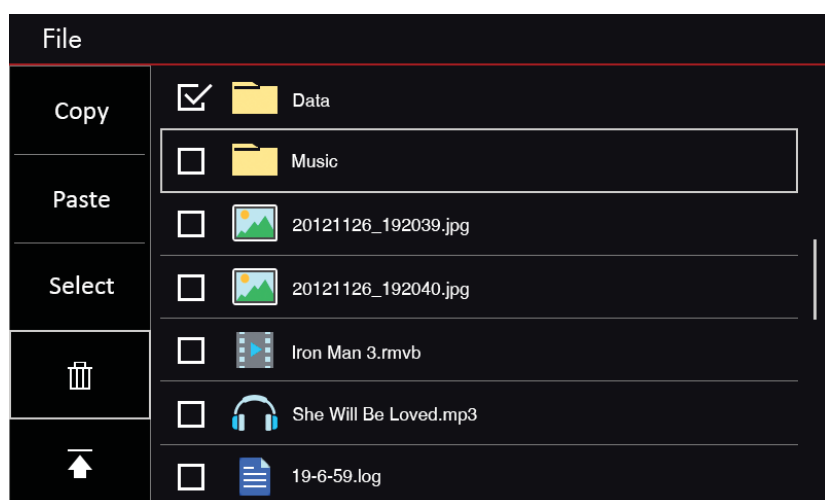 File
Copy
Paste
Select
Data
Music
20121126_192039.jpg
20121126_192040.jpg
Iron Man 3.rmvb
She Will Be Loved.mp3
19-6-59.log